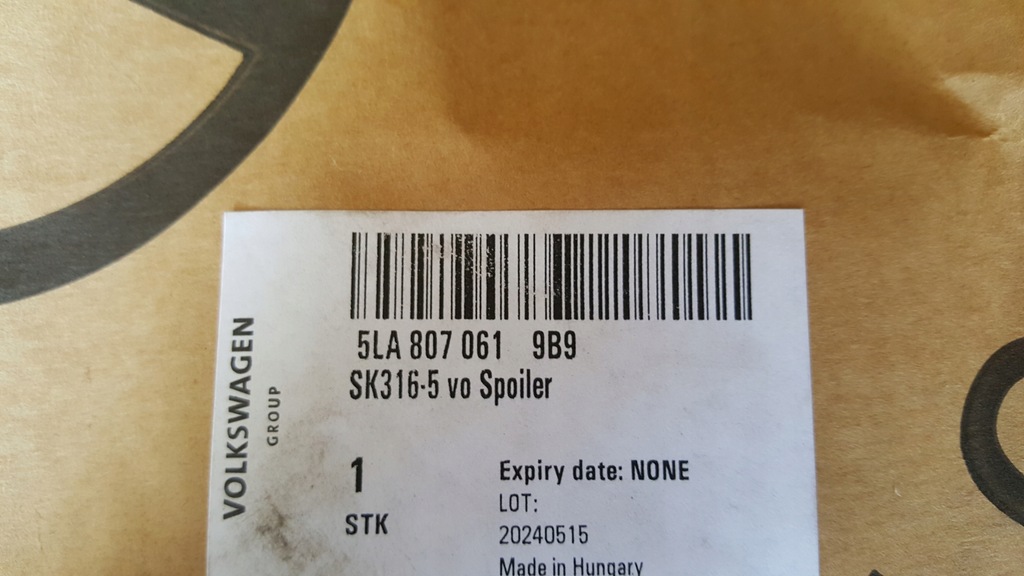 5LA 807 061 9B9
SK316-5 vo Spoiler
VOLKSWAGEN
GROUP
1
STK
Expiry date: NONE
LOT:
20240515
Made in Hungary